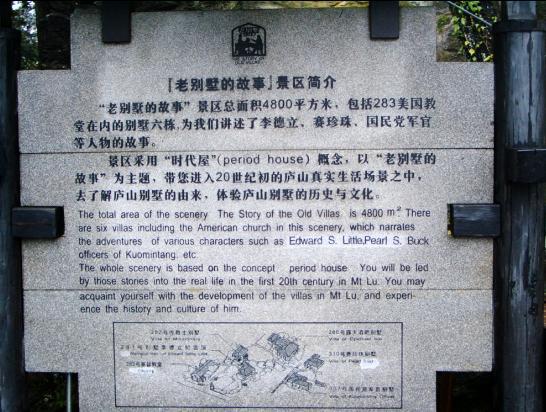 THE STORY OF
OLD VILLAS
『老别墅的故事』景区简介
“老别墅的故事”景区总面积4800平方米，包括283美国教
堂在内的别墅六栋，为我们讲述了李德立、赛珍珠、国民党军官
等人物的故事。
景区采用“时代屋”(period house) 概念，以“老别墅的
故事”为主题，带您进入20世纪初的庐山真实生活场景之中，
去了解庐山别墅的由来，体验庐山别墅的历史与文化。
The total area of the scenery The Story of the Old Villas is 4800 m² There
are six villas including the American church in this scenery, which narrates
the adventures of various characters such as Edward S. Little,Pearl S. Buck
officers of Kuomintang, etc
The whole scenery is based on the concept period house You will be led
by those stories into the real life in the first 20th century in Mt Lu. You may
acquaint yourself with the development of the villas in Mt Lu, and experi-
ence the history and culture of him.